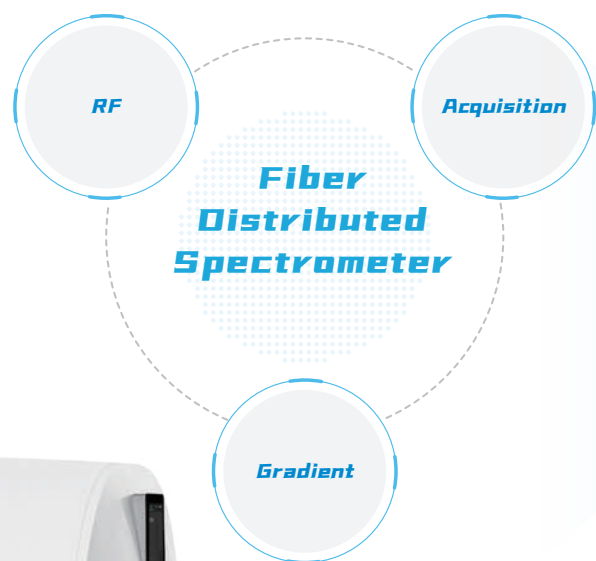 RF
Acquisition
Fiber
Distributed
Spectrometer
Gradient